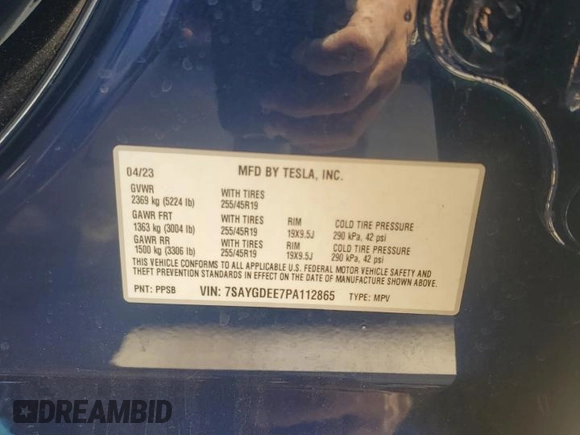 04/23 MFD BY TESLA, INC.
GVWR WITH TIRES
2369 kg (5224 lb) 255/45R19
GAWR FRT WITH TIRES RIM COLD TIRE PRESSURE
1363 kg (3004 lb) 255/45R19 19X9.5J 290 kPa, 42 psi
GAWR RR WITH TIRES RIM COLD TIRE PRESSURE
1500 kg (3306 lb) 255/45R19 19X9.5J 290 kPa, 42 psi
THIS VEHICLE CONFORMS TO ALL APPLICABLE U.S. FEDERAL MOTOR VEHICLE SAFETY AND
THEFT PREVENTION STANDARDS IN EFFECT ON THE DATE OF MANUFACTURE SHOWN ABOVE.
PNT: PPSB VIN: 7SAYGDEE7PA112865 TYPE: MPV
DREAMBID